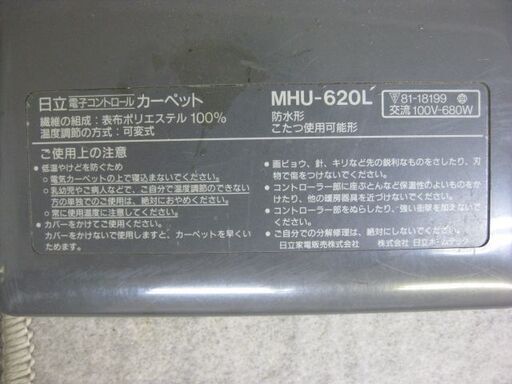 日立電子コントロールカーペット
繊維の組成：表布ポリエステル 100%
温度調節の方式：可変式
MHU-620L
防水形
こたつ使用可能形
81-18199
交流 100V-680W
ご使用上の注意
● 低温やけどを防ぐため
○ 電気カーペットの上で寝込まないでください。
○ 乳幼児やご病人などで、ご自分で温度調節のできない
方の単独でのご使用は、絶対におやめください。
○ 常に使用温度に注意してください。
● カバーをかけてご使用ください。
カバーをかけないで使用しますと、カーペットを早くい
ためます。
● 画ビョウ、針、キリなど先の鋭利なものをさしたり、刃
物で傷をつけないでください。
● コントローラー部に座ぶとんなど保温性のよいものをか
けたり、他の暖房器具を近づけないでください。
● コントローラー部をぬらしたり、強い衝撃を加えないで
ください。
● ご自分での分解修理は、絶対にしないでください。
日立家電販売株式会社 株式会社 日立ホームテック